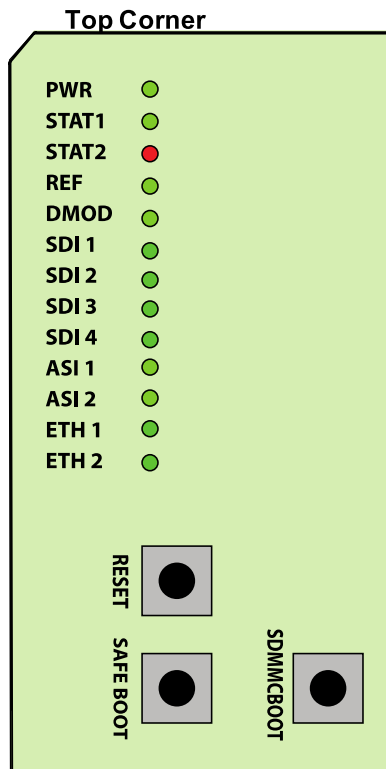 Top Corner
PWR
STAT1
STAT2
REF
DMOD
SDI 1
SDI 2
SDI 3
SDI 4
ASI 1
ASI 2
ETH 1
ETH 2
RESET
SAFE BOOT
SDMMCBOOT